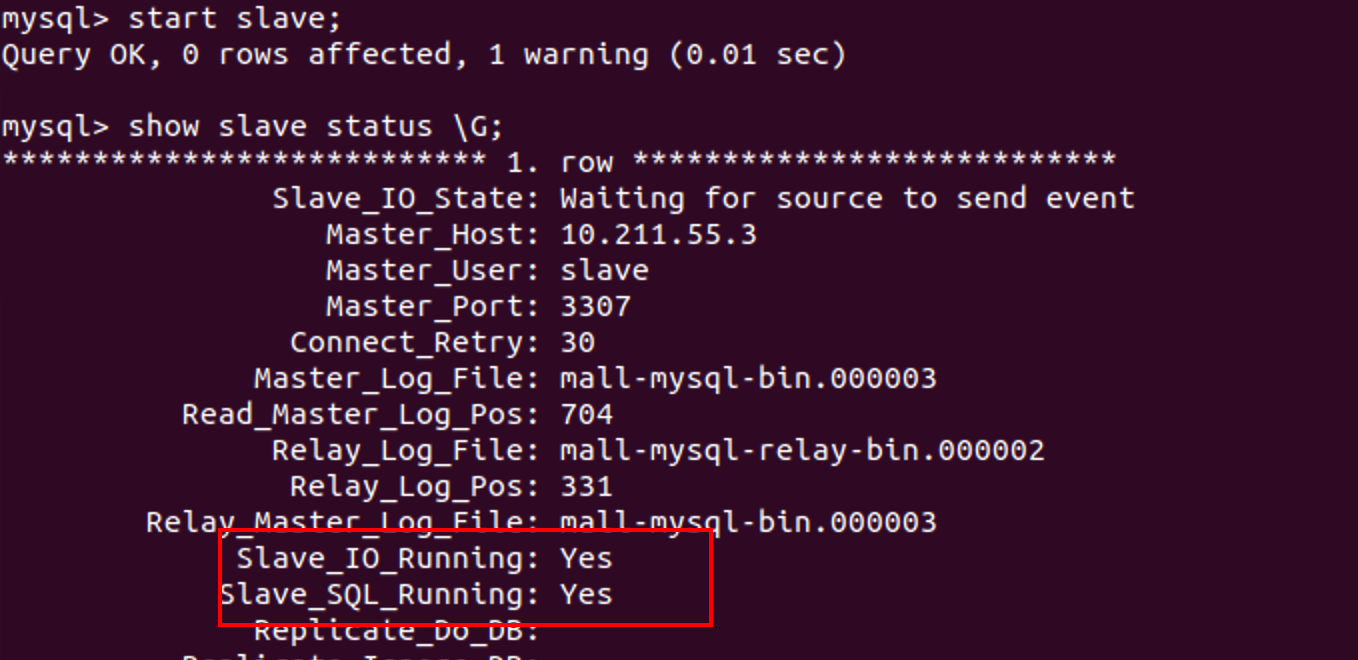 mysql> start slave;
Query OK, 0 rows affected, 1 warning (0.01 sec)
mysql> show slave status \G;
*************************** 1. row ***************************
Slave_IO_State: Waiting for source to send event
Master_Host: 10.211.55.3
Master_User: slave
Master_Port: 3307
Connect_Retry: 30
Master_Log_File: mall-mysql-bin.000003
Read_Master_Log_Pos: 704
Relay_Log_File: mall-mysql-relay-bin.000002
Relay_Log_Pos: 331
Relay_Master_Log_File: mall-mysql-bin.000003
Slave_IO_Running: Yes
Slave_SQL_Running: Yes
Replicate_Do_DB: